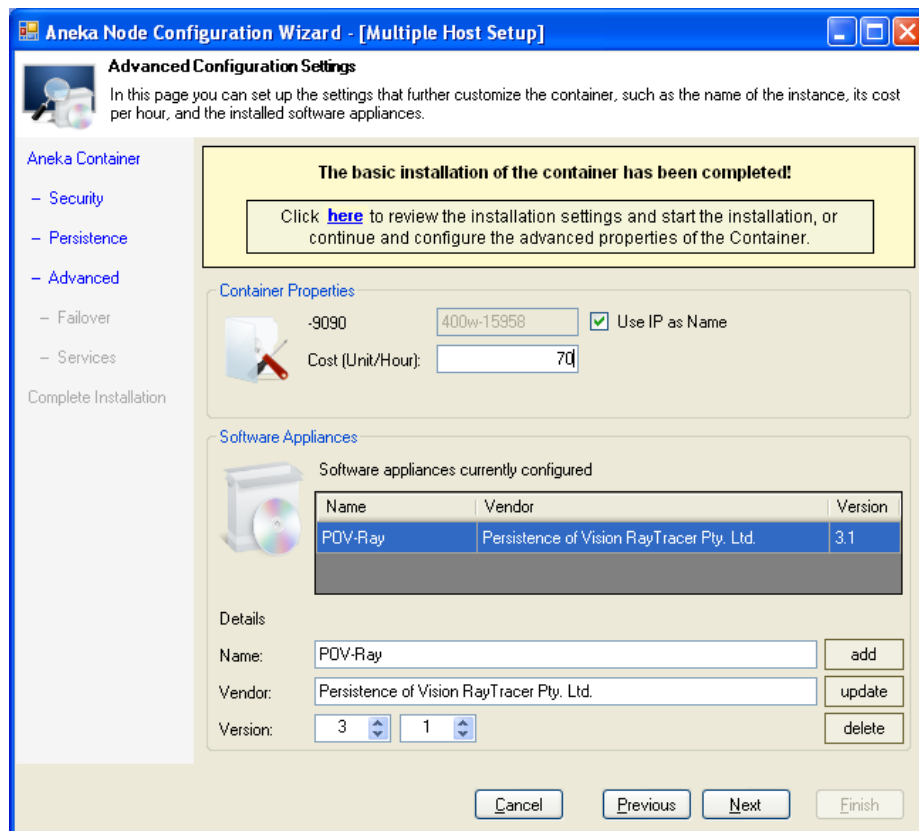 Aneka Node Configuration Wizard - [Multiple Host Setup]
Advanced Configuration Settings
In this page you can set up the settings that further customize the container, such as the name of the instance, its cost
per hour, and the installed software appliances.
Aneka Container
– Security
– Persistence
– Advanced
– Failover
– Services
Complete Installation
The basic installation of the container has been completed!
Click here to review the installation settings and start the installation, or
continue and configure the advanced properties of the Container.
Container Properties
-9090 400w-15958 Use IP as Name
Cost (Unit/Hour): 70
Software Appliances
Software appliances currently configured
Name Vendor Version
POV-Ray Persistence of Vision RayTracer Pty. Ltd. 3.1
Details
Name: POV-Ray add
Vendor: Persistence of Vision RayTracer Pty. Ltd. update
Version: 3 1 delete
Cancel Previous Next Finish